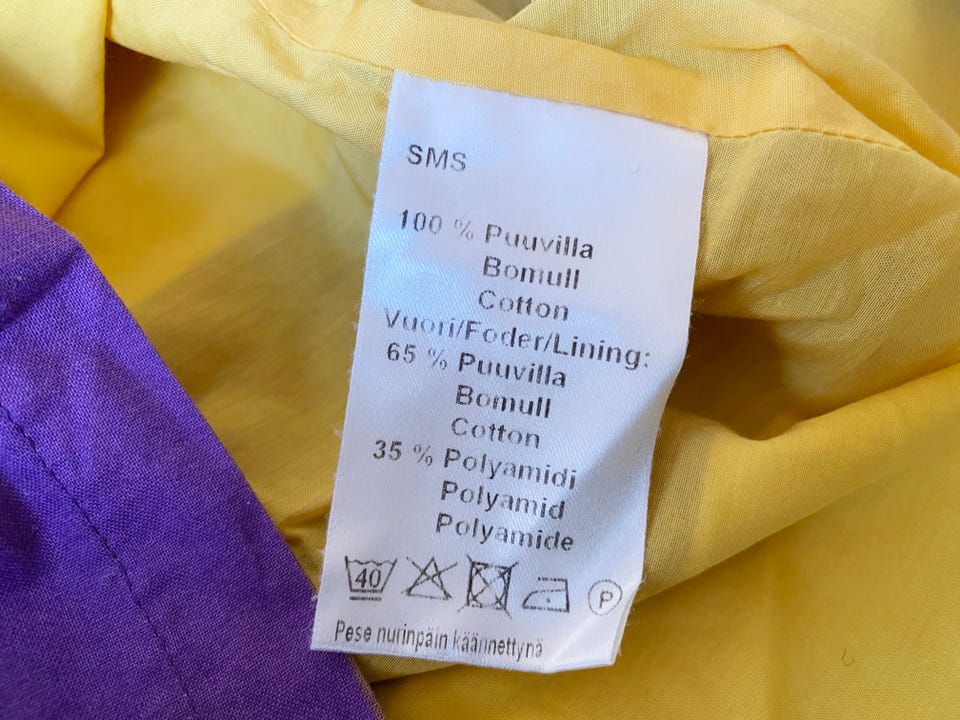 SMS
100 % Puuvilla
Bomull
Cotton
Vuori/Foder/Lining:
65 % Puuvilla
Bomull
Cotton
35 % Polyamidi
Polyamid
Polyamide
40 P
Pese nurinpäin käännettynä